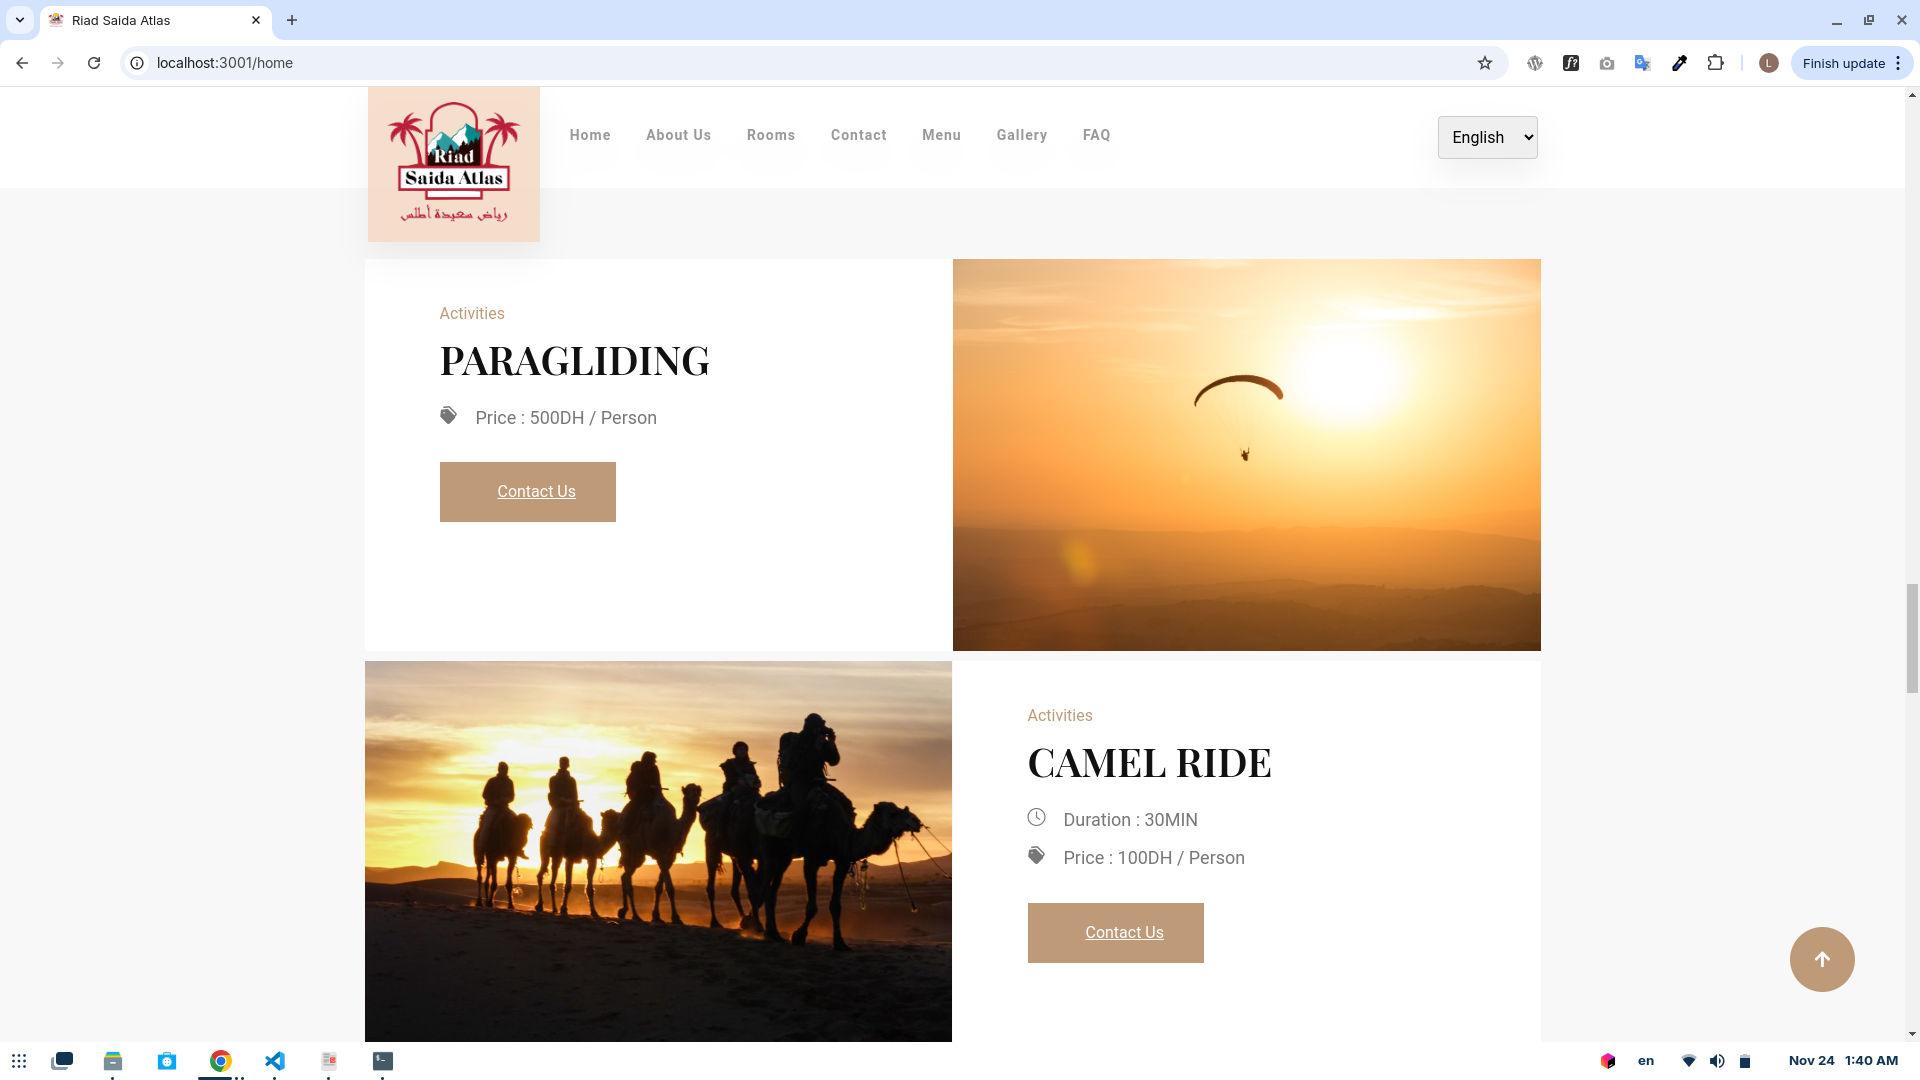 Riad Saida Atlas
localhost:3001/home
L
Finish update
Riad
Saida Atlas
رياض سعيدة أطلس
Home
About Us
Rooms
Contact
Menu
Gallery
FAQ
English
Activities
PARAGLIDING
Price : 500DH / Person
Contact Us
Activities
CAMEL RIDE
Duration : 30MIN
Price : 100DH / Person
Contact Us
en
Nov 24 1:40 AM